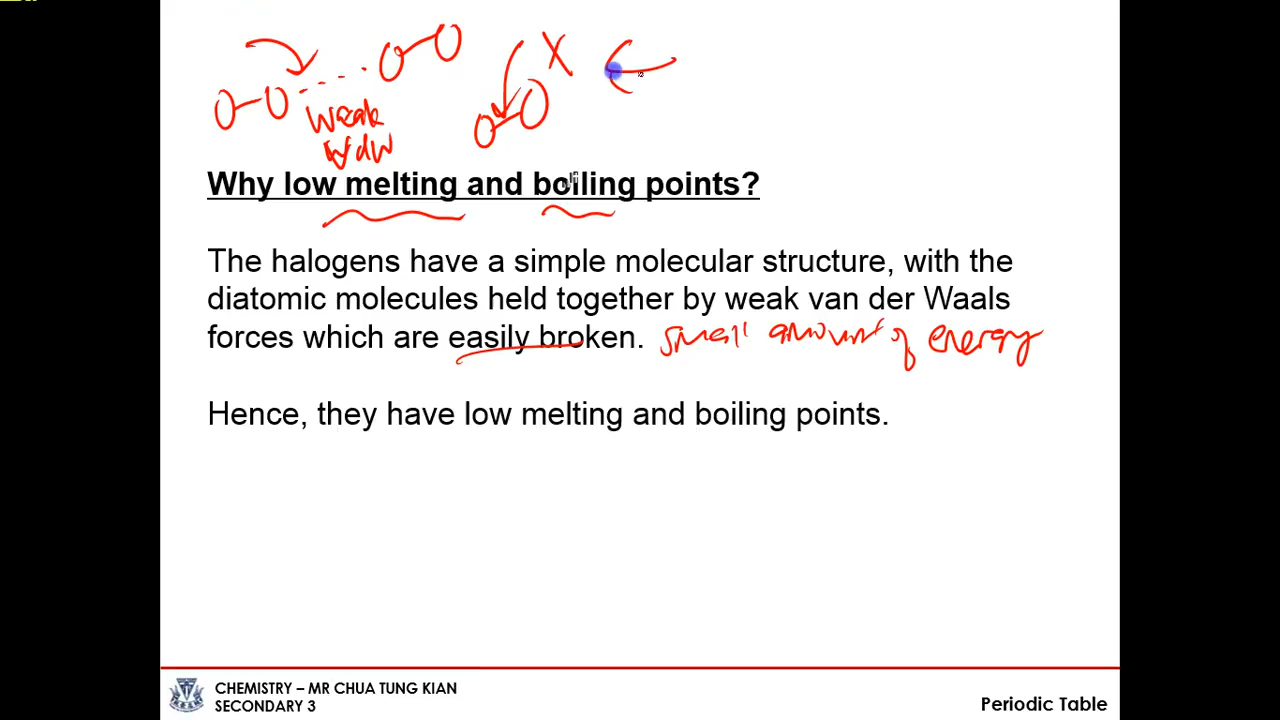 weak
VdW
Why low melting and boiling points?
The halogens have a simple molecular structure, with the
diatomic molecules held together by weak van der Waals
forces which are easily broken. small amount of energy
Hence, they have low melting and boiling points.
CHEMISTRY – MR CHUA TUNG KIAN
SECONDARY 3
Periodic Table